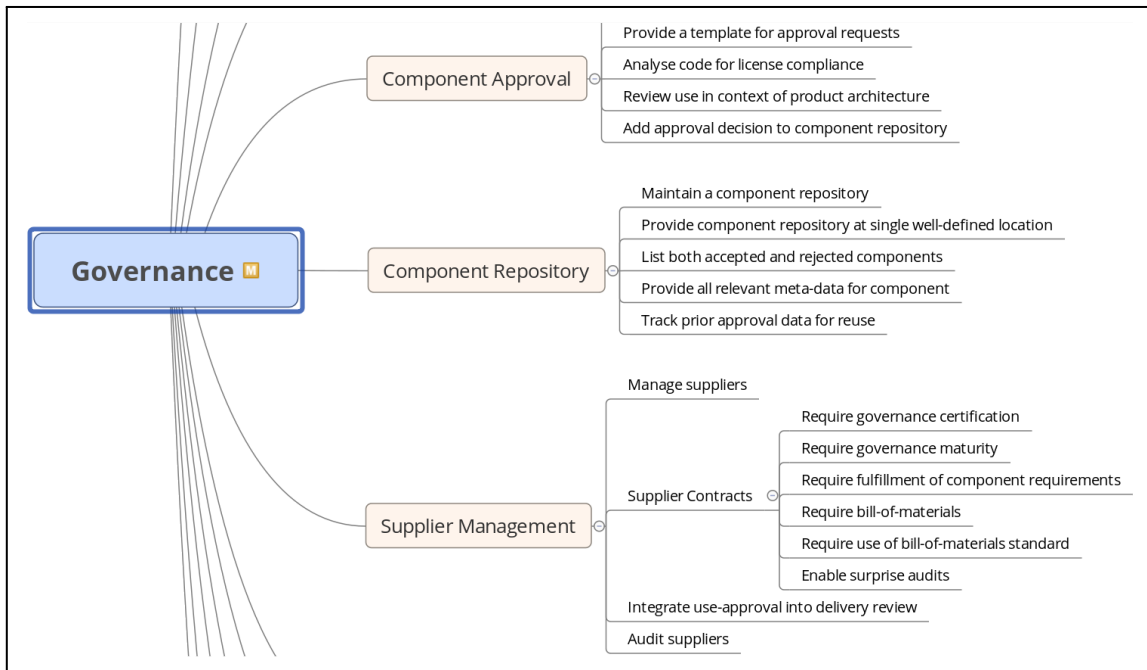 Provide a template for approval requests
Component Approval
Analyse code for license compliance
Review use in context of product architecture
Add approval decision to component repository
Maintain a component repository
Provide component repository at single well-defined location
Governance M
Component Repository
List both accepted and rejected components
Provide all relevant meta-data for component
Track prior approval data for reuse
Manage suppliers
Require governance certification
Require governance maturity
Require fulfillment of component requirements
Supplier Contracts
Require bill-of-materials
Supplier Management
Require use of bill-of-materials standard
Enable surprise audits
Integrate use-approval into delivery review
Audit suppliers